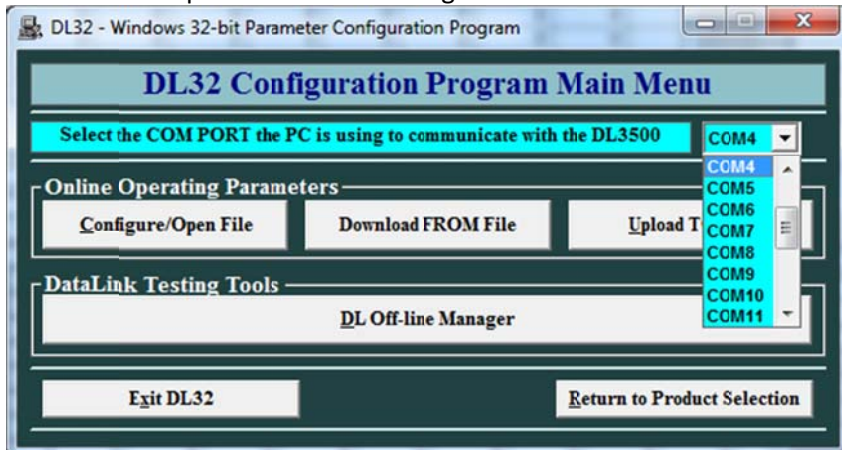 DL32 - Windows 32-bit Parameter Configuration Program
DL32 Configuration Program Main Menu
Select the COM PORT the PC is using to communicate with the DL3500
COM4
COM4
COM5
COM6
COM7
COM8
COM9
COM10
COM11
Online Operating Parameters
Configure/Open File
Download FROM File
Upload
DataLink Testing Tools
DL Off-line Manager
Exit DL32
Return to Product Selection